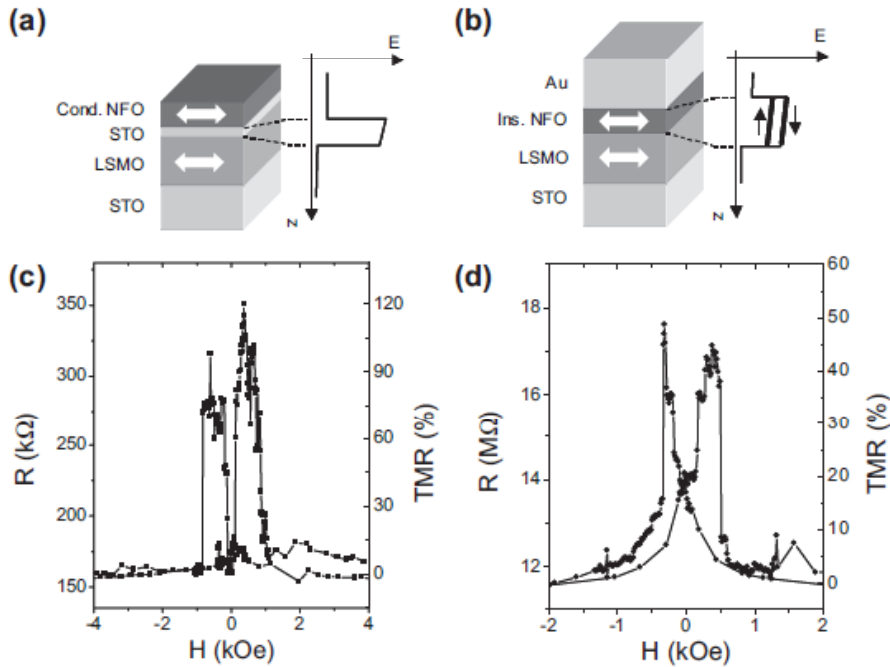 (a)
E
Cond. NFO
STO
LSMO
STO
z
(b)
E
Au
Ins. NFO
LSMO
STO
z
(c)
R (kΩ)
350
300
250
200
150
120
90
60
30
0
TMR (%)
-4 -2 0 2 4
H (kOe)
(d)
R (MΩ)
18
16
14
12
60
50
40
30
20
10
0
TMR (%)
-2 -1 0 1 2
H (kOe)